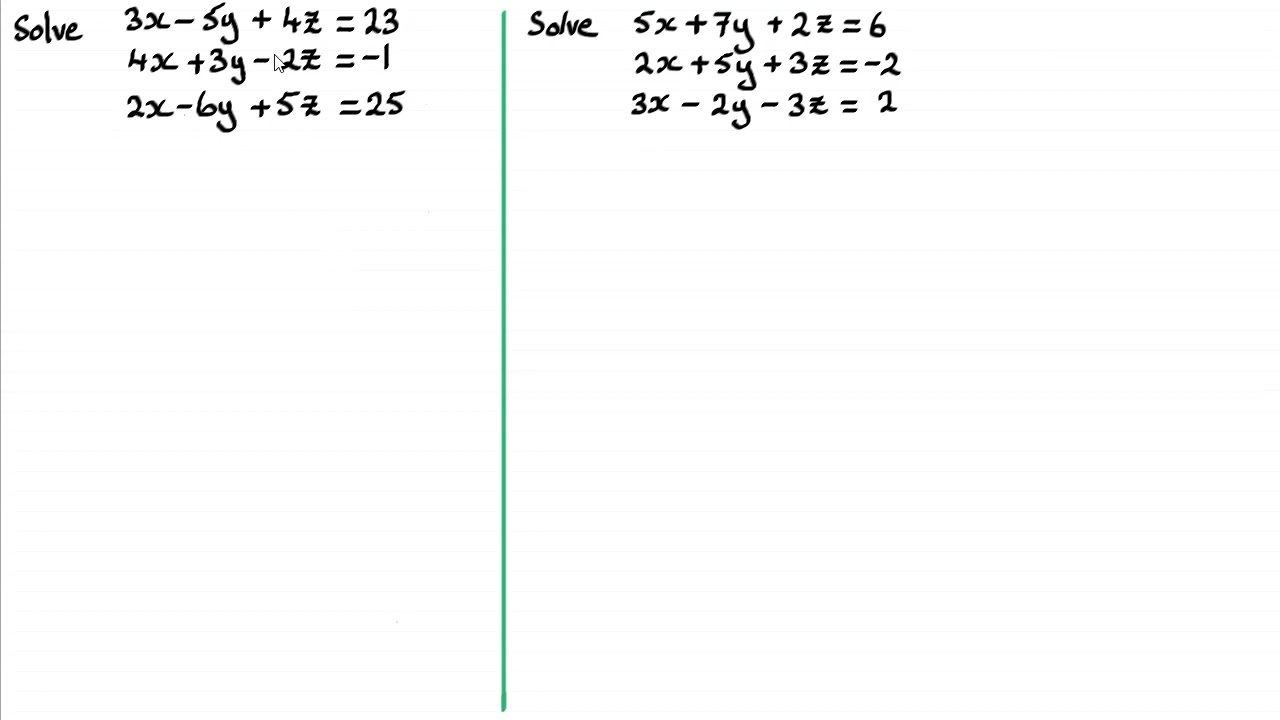 Solve 3x - 5y + 4z = 23
4x + 3y - 2z = -1
2x - 6y + 5z = 25
Solve 5x + 7y + 2z = 6
2x + 5y + 3z = -2
3x - 2y - 3z = 2